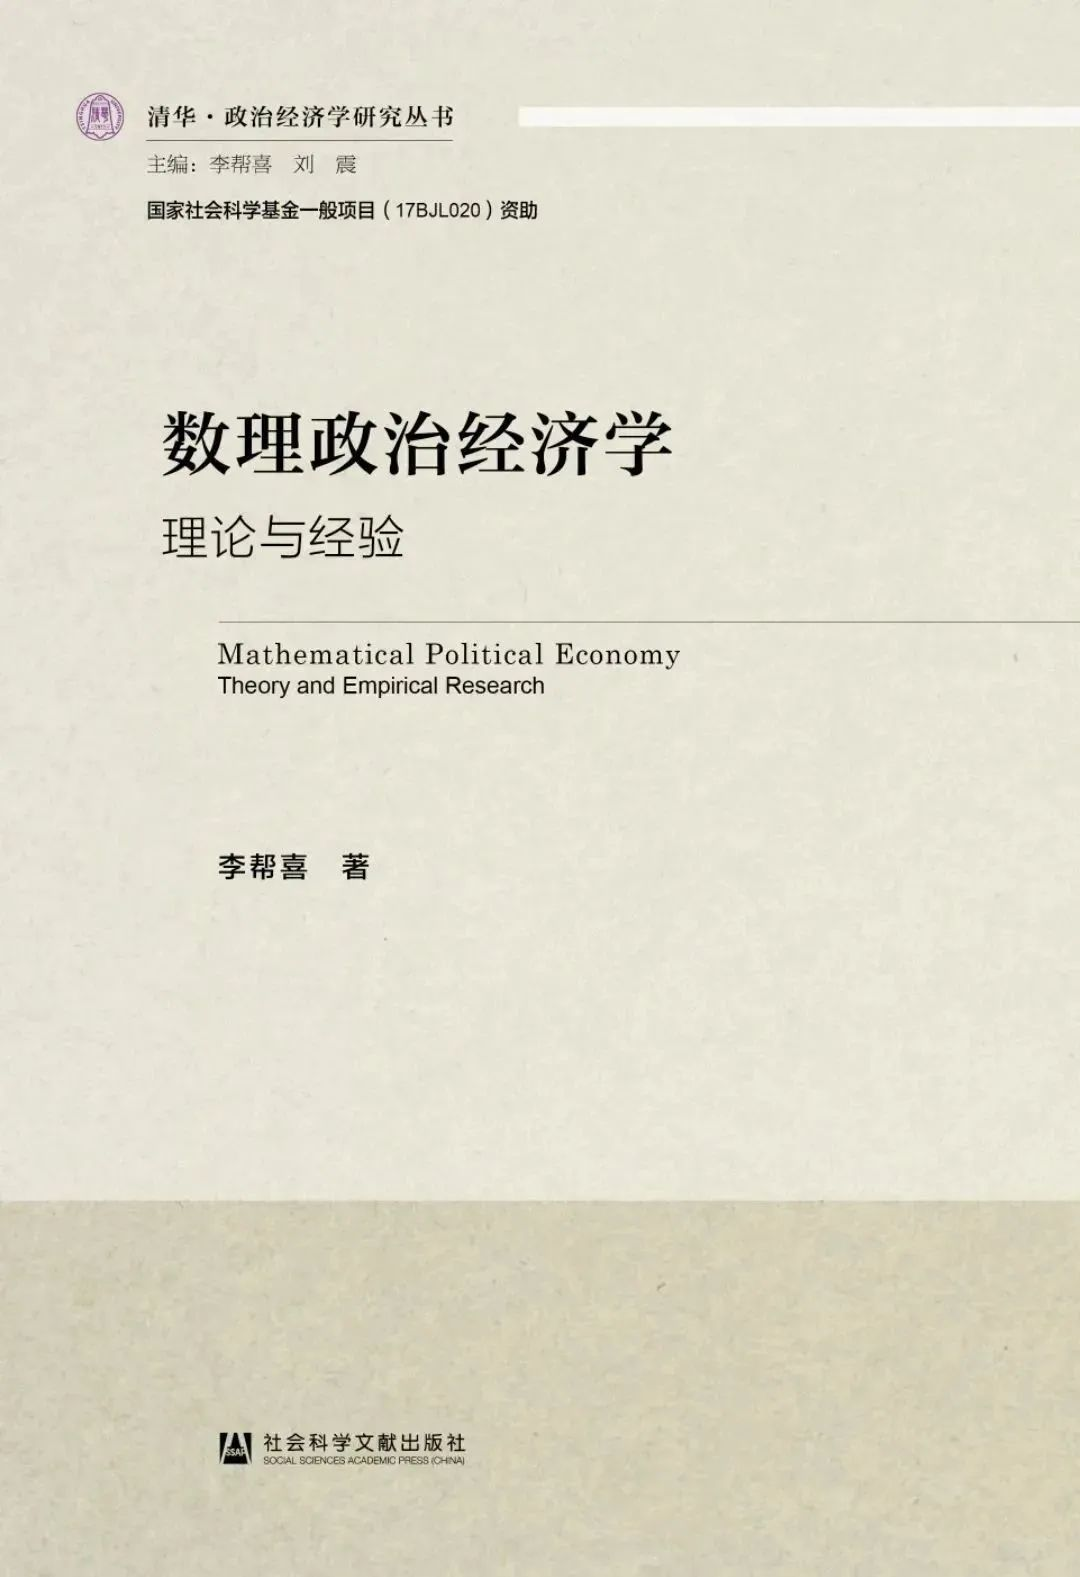 清华·政治经济学研究丛书
主编：李帮喜 刘 震
国家社会科学基金一般项目（17BJL020）资助
数理政治经济学
理论与经验
Mathematical Political Economy
Theory and Empirical Research
李帮喜 著
SSAP
社会科学文献出版社
SOCIAL SCIENCES ACADEMIC PRESS (CHINA)